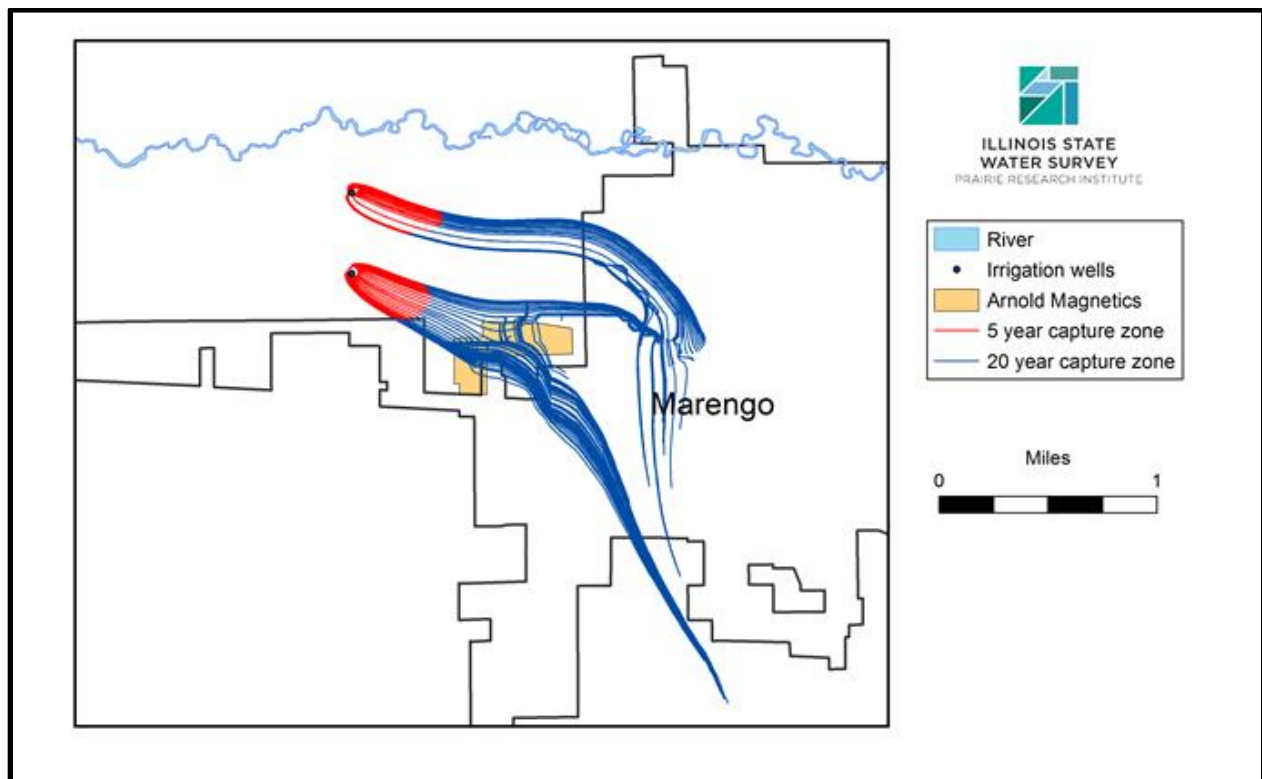 ILLINOIS STATE
WATER SURVEY
PRAIRIE RESEARCH INSTITUTE
River
Irrigation wells
Arnold Magnetics
5 year capture zone
20 year capture zone
Marengo
Miles
0 1